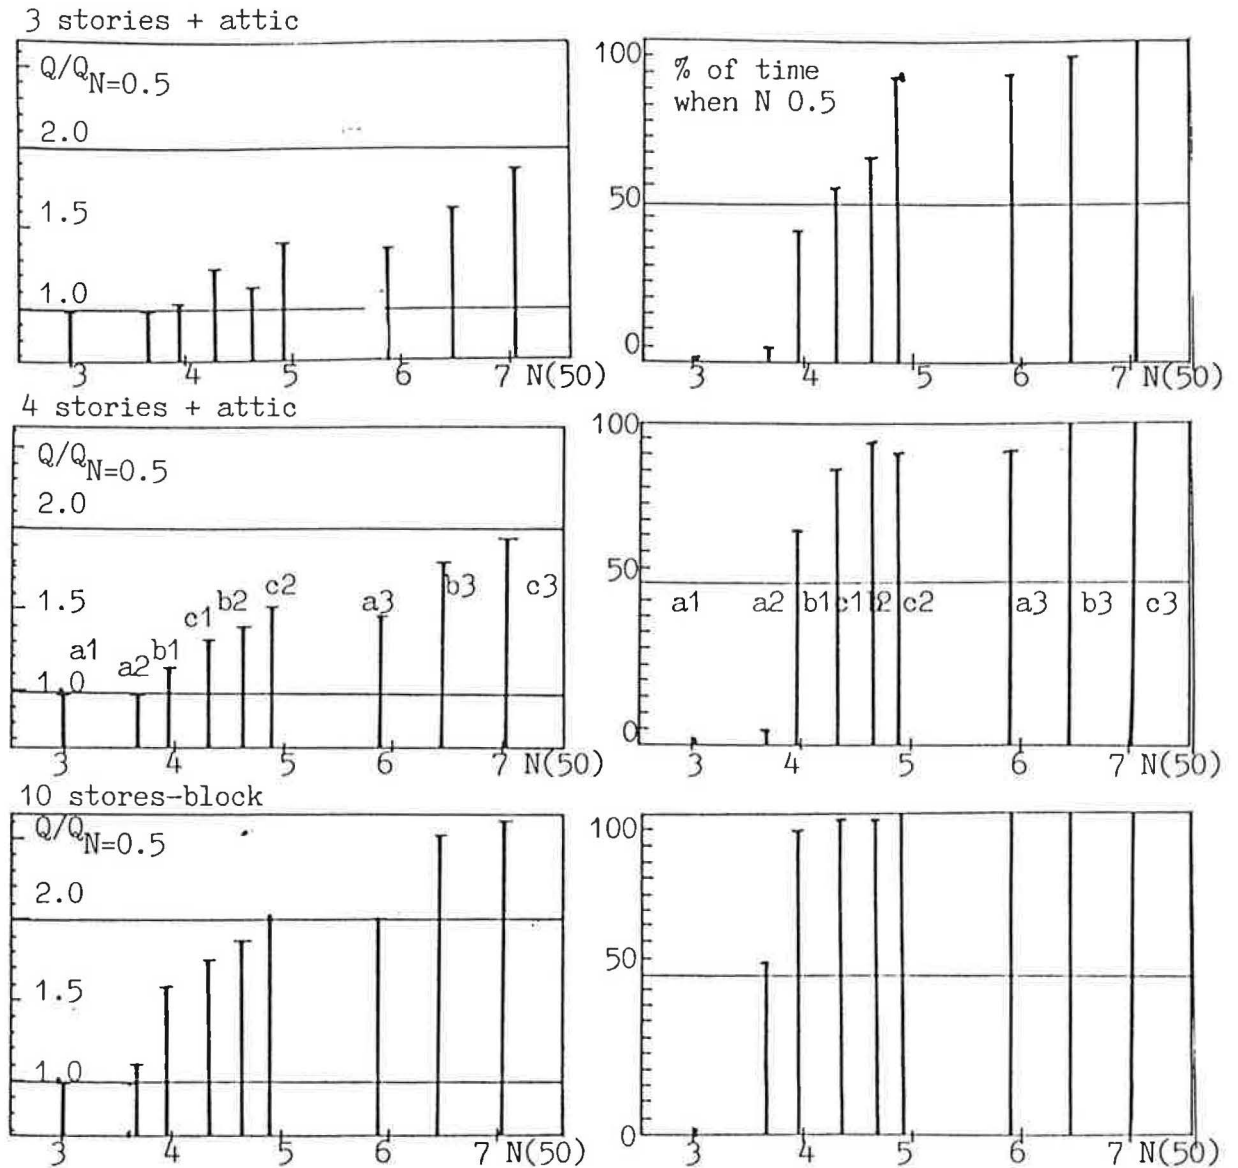 3 stories + attic
Q/QN=0.5
2.0
1.5
1.0
3 4 5 6 7 N(50)
100
% of time
when N 0.5
50
0
3 4 5 6 7 N(50)
4 stories + attic
Q/QN=0.5
2.0
1.5
1.0
a1 a2 b1 c1 b2 c2 a3 b3 c3
3 4 5 6 7 N(50)
100
50
a1 a2 b1 c1 b2 c2 a3 b3 c3
0
3 4 5 6 7 N(50)
10 stores-block
Q/QN=0.5
2.0
1.5
1.0
3 4 5 6 7 N(50)
100
50
0
3 4 5 6 7 N(50)